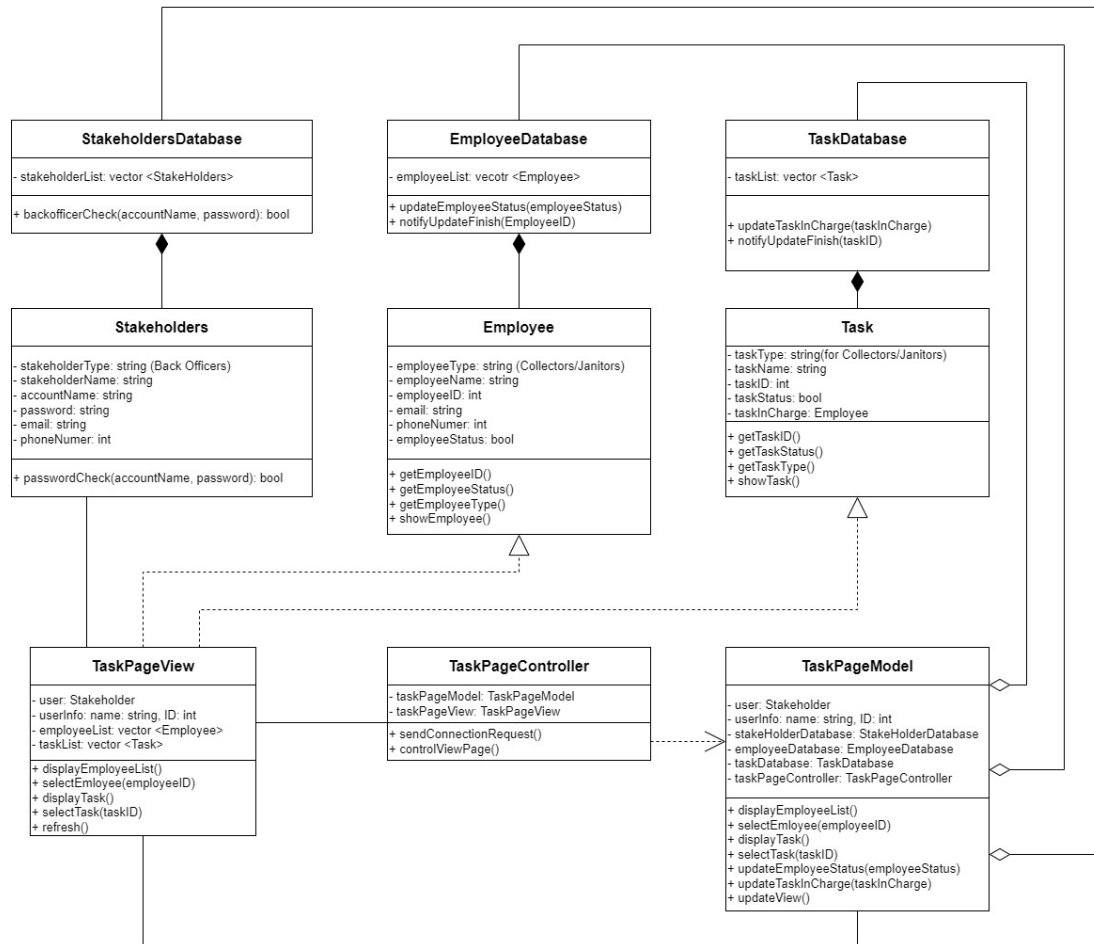 StakeholdersDatabase
- stakeholderList: vector <StakeHolders>
+ backofficerCheck(accountName, password): bool
EmployeeDatabase
- employeeList: vecotr <Employee>
+ updateEmployeeStatus(employeeStatus)
+ notifyUpdateFinish(EmployeeID)
TaskDatabase
- taskList: vector <Task>
+ updateTaskInCharge(taskInCharge)
+ notifyUpdateFinish(taskID)
Stakeholders
- stakeholderType: string (Back Officers)
- stakeholderName: string
- accountName: string
- password: string
- email: string
- phoneNumer: int
+ passwordCheck(accountName, password): bool
Employee
- employeeType: string (Collectors/Janitors)
- employeeName: string
- employeeID: int
- email: string
- phoneNumer: int
- employeeStatus: bool
+ getEmployeeID()
+ getEmployeeStatus()
+ getEmployeeType()
+ showEmployee()
Task
- taskType: string(for Collectors/Janitors)
- taskName: string
- taskID: int
- taskStatus: bool
- taskInCharge: Employee
+ getTaskID()
+ getTaskStatus()
+ getTaskType()
+ showTask()
TaskPageView
- user: Stakeholder
- userInfo: name: string, ID: int
- employeeList: vector <Employee>
- taskList: vector <Task>
+ displayEmployeeList()
+ selectEmloyee(employeeID)
+ displayTask()
+ selectTask(taskID)
+ refresh()
TaskPageController
- taskPageModel: TaskPageModel
- taskPageView: TaskPageView
+ sendConnectionRequest()
+ controlViewPage()
TaskPageModel
- user: Stakeholder
- userInfo: name: string, ID: int
- stakeHolderDatabase: StakeHolderDatabase
- employeeDatabase: EmployeeDatabase
- taskDatabase: TaskDatabase
- taskPageController: TaskPageController
+ displayEmployeeList()
+ selectEmloyee(employeeID)
+ displayTask()
+ selectTask(taskID)
+ updateEmployeeStatus(employeeStatus)
+ updateTaskInCharge(taskInCharge)
+ updateView()